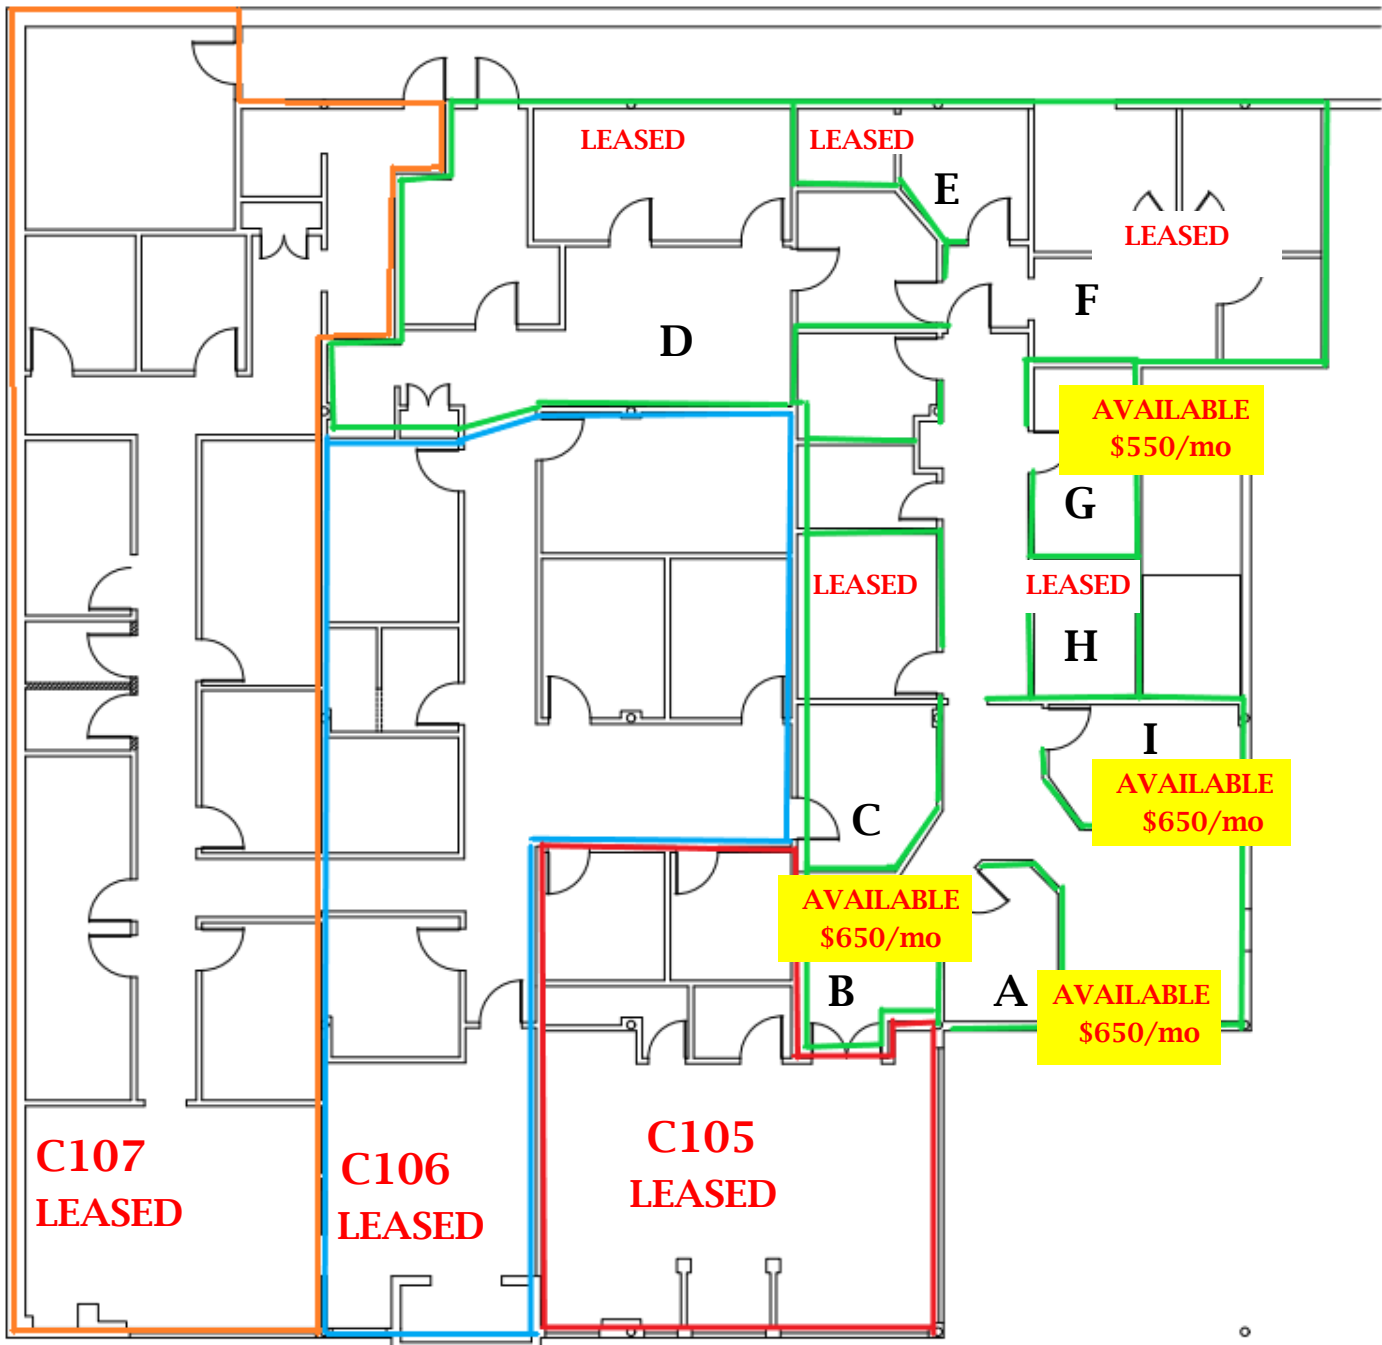 LEASED
LEASED
E
LEASED
F
D
AVAILABLE
$550/mo
G
LEASED
LEASED
H
I
AVAILABLE
$650/mo
C
AVAILABLE
$650/mo
B
A
AVAILABLE
$650/mo
C107
LEASED
C106
LEASED
C105
LEASED